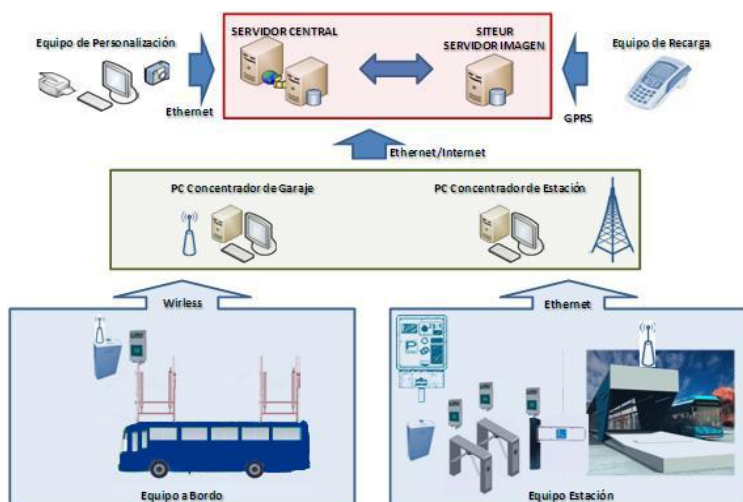 Equipo de Personalización
SERVIDOR CENTRAL
SITEUR
SERVIDOR IMAGEN
Equipo de Recarga
Ethernet
GPRS
Ethernet/Internet
PC Concentrador de Garaje
PC Concentrador de Estación
Wirless
Ethernet
P
Equipo a Bordo
Equipo Estación